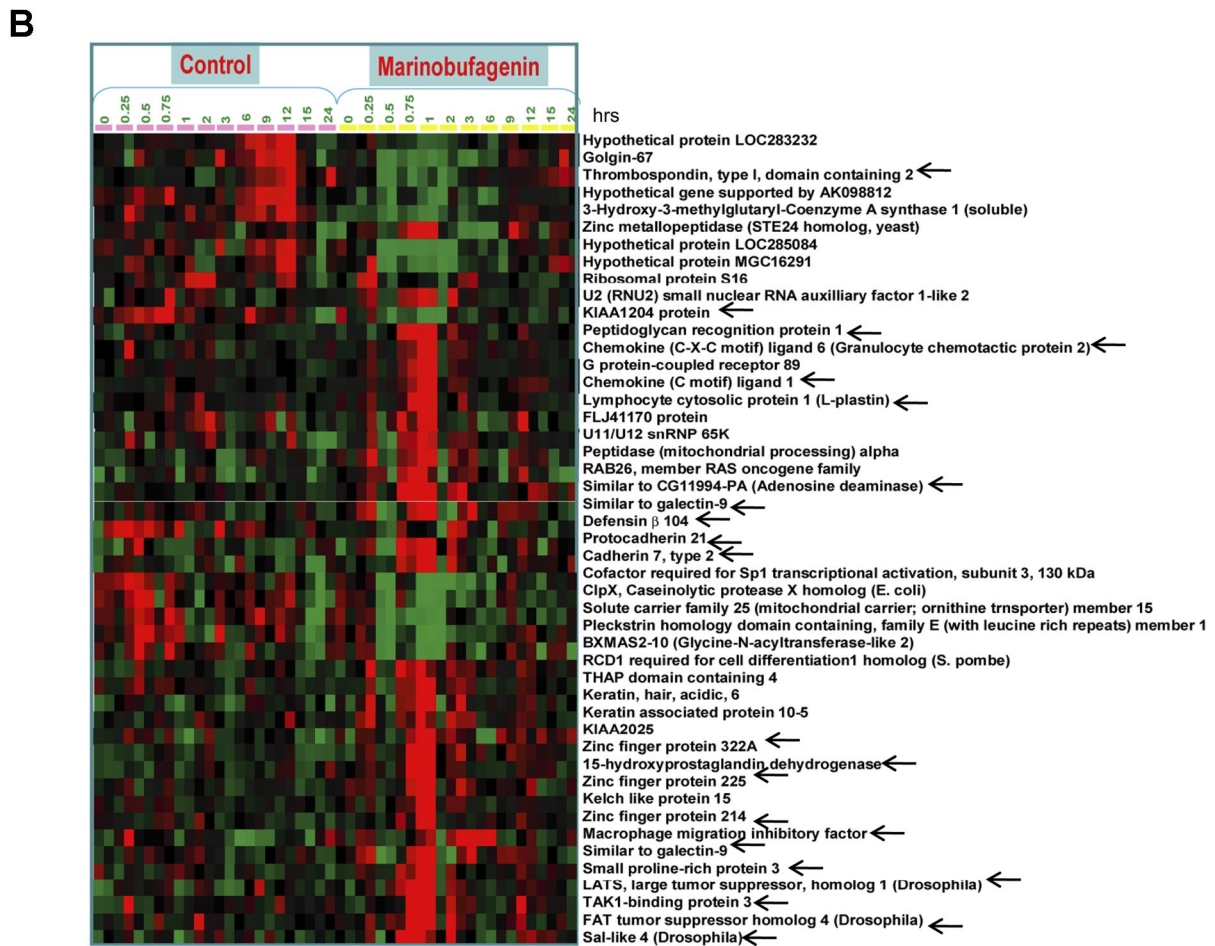 B
Control Marinobufagenin
0 0.25 0.5 0.75 1 2 3 6 9 12 15 24 0 0.25 0.5 0.75 1 2 3 6 9 12 15 24 hrs
Hypothetical protein LOC283232
Golgin-67
Thrombospondin, type I, domain containing 2
Hypothetical gene supported by AK098812
3-Hydroxy-3-methylglutaryl-Coenzyme A synthase 1 (soluble)
Zinc metallopeptidase (STE24 homolog, yeast)
Hypothetical protein LOC285084
Hypothetical protein MGC16291
Ribosomal protein S16
U2 (RNU2) small nuclear RNA auxilliary factor 1-like 2
KIAA1204 protein
Peptidoglycan recognition protein 1
Chemokine (C-X-C motif) ligand 6 (Granulocyte chemotactic protein 2)
G protein-coupled receptor 89
Chemokine (C motif) ligand 1
Lymphocyte cytosolic protein 1 (L-plastin)
FLJ41170 protein
U11/U12 snRNP 65K
Peptidase (mitochondrial processing) alpha
RAB26, member RAS oncogene family
Similar to CG11994-PA (Adenosine deaminase)
Similar to galectin-9
Defensin β 104
Protocadherin 21
Cadherin 7, type 2
Cofactor required for Sp1 transcriptional activation, subunit 3, 130 kDa
ClpX, Caseinolytic protease X homolog (E. coli)
Solute carrier family 25 (mitochondrial carrier; ornithine trnsporter) member 15
Pleckstrin homology domain containing, family E (with leucine rich repeats) member 1
BXMAS2-10 (Glycine-N-acyltransferase-like 2)
RCD1 required for cell differentiation1 homolog (S. pombe)
THAP domain containing 4
Keratin, hair, acidic, 6
Keratin associated protein 10-5
KIAA2025
Zinc finger protein 322A
15-hydroxyprostaglandin dehydrogenase
Zinc finger protein 225
Kelch like protein 15
Zinc finger protein 214
Macrophage migration inhibitory factor
Similar to galectin-9
Small proline-rich protein 3
LATS, large tumor suppressor, homolog 1 (Drosophila)
TAK1-binding protein 3
FAT tumor suppressor homolog 4 (Drosophila)
Sal-like 4 (Drosophila)